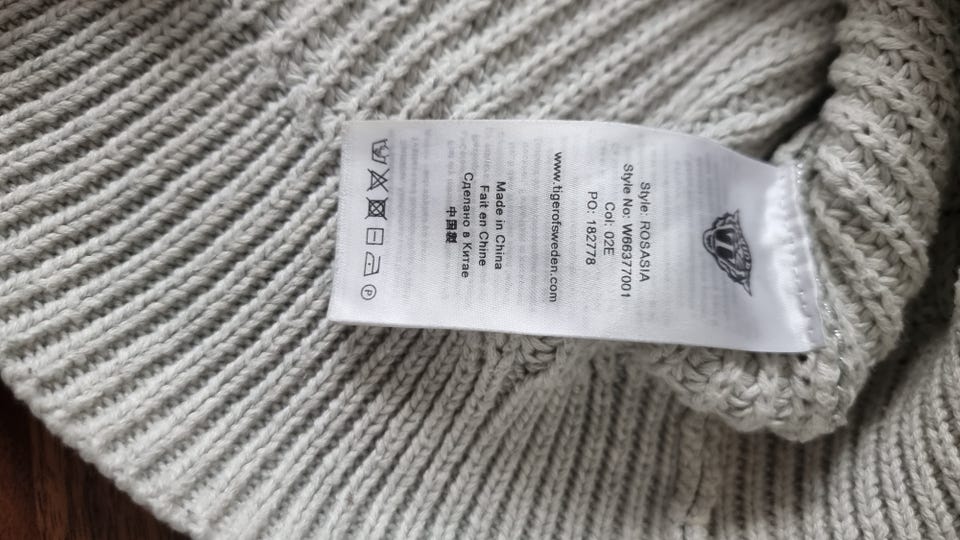 Style: ROSASIA
Style No: W66377001
Col: 02E
PO: 182778
www.tigerofsweden.com
Made in China
Fait en Chine
Сделано в Китае
中国製
P